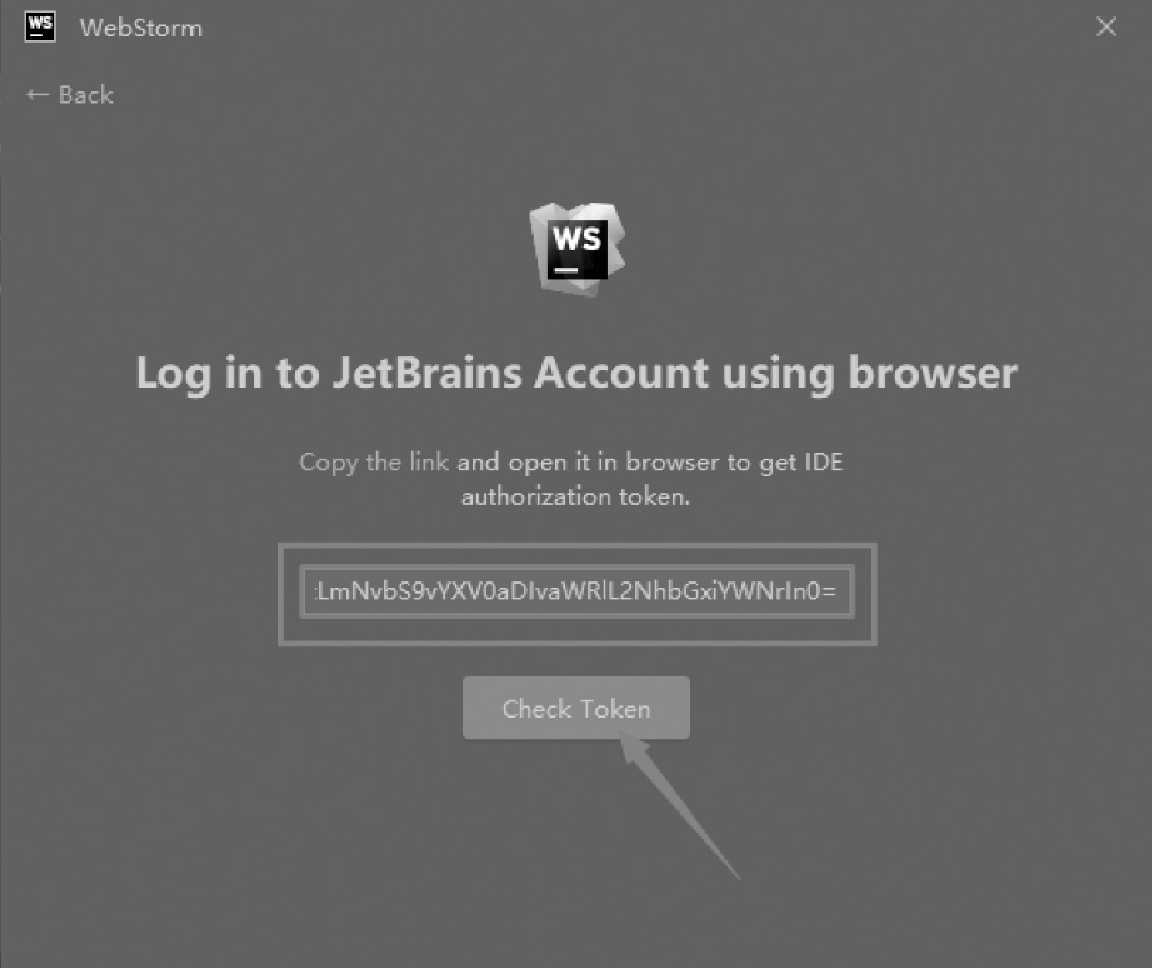 WS WebStorm
← Back
WS
Log in to JetBrains Account using browser
Copy the link and open it in browser to get IDE
authorization token.
:LmNvbS9vYXV0aDIvaWRlL2NhbGxiYWNrIn0=
Check Token